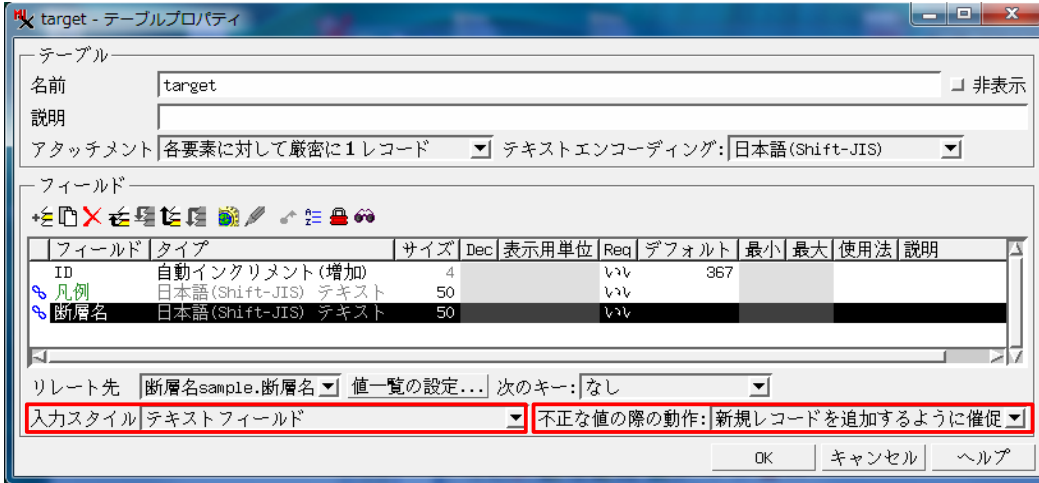 target - テーブルプロパティ
テーブル
名前 target 非表示
説明
アタッチメント 各要素に対して厳密に１レコード テキストエンコーディング: 日本語(Shift-JIS)
フィールド
フィールド タイプ サイズ Dec 表示用単位 Req デフォルト 最小 最大 使用法 説明
ID 自動インクリメント(増加) 4 いい 367
凡例 日本語(Shift-JIS) テキスト 50 いい
断層名 日本語(Shift-JIS) テキスト 50 いい
リレート先 断層名sample.断層名 値一覧の設定... 次のキー: なし
入力スタイル テキストフィールド 不正な値の際の動作: 新規レコードを追加するように催促
OK キャンセル ヘルプ